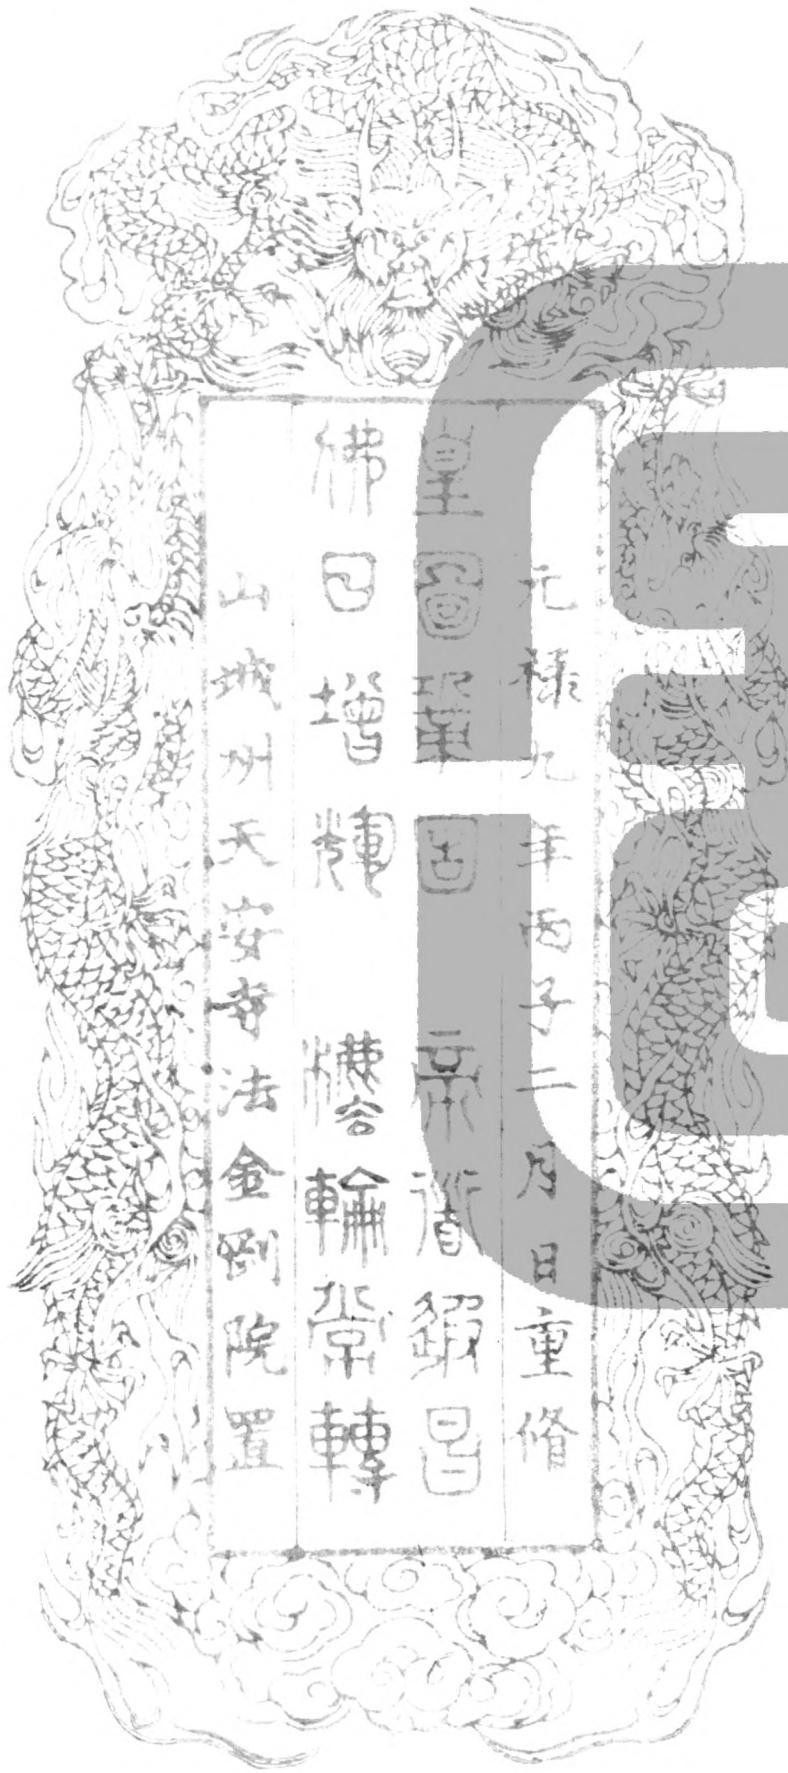 元禄九年丙子二月日重脩
皇圖鞏固　帝道遐昌
佛日增輝　法輪常轉
山城州天安寺法金剛院置